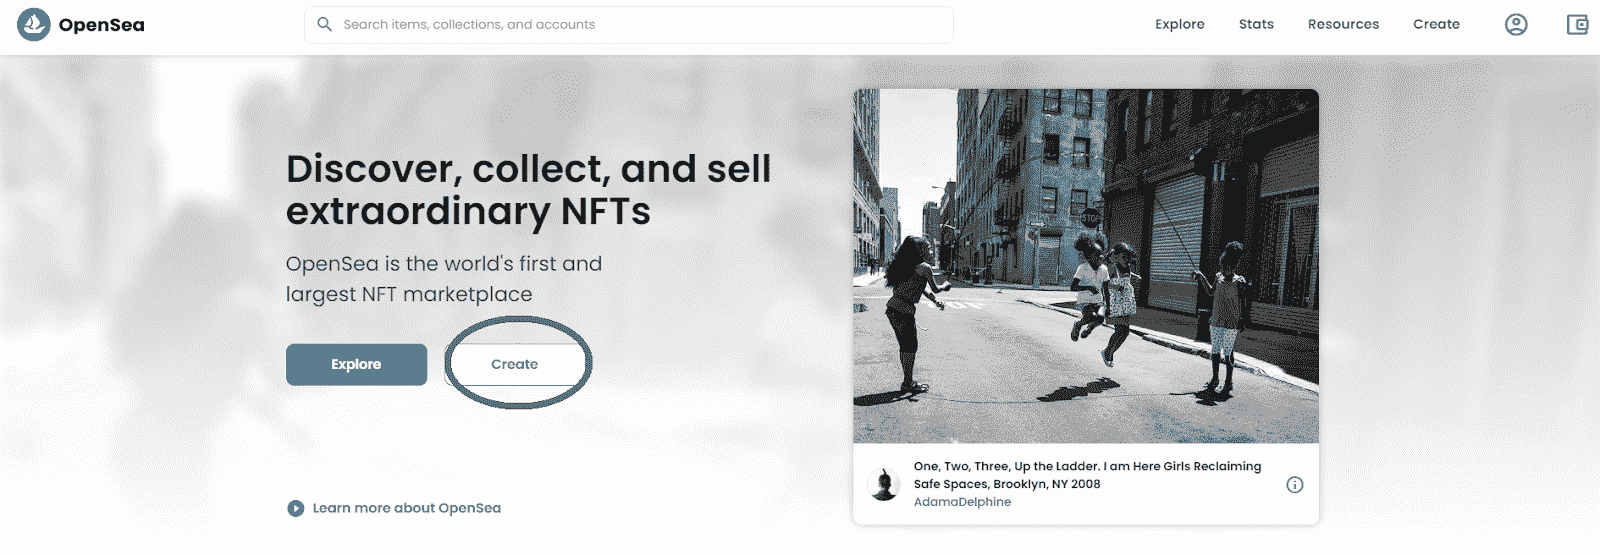 OpenSea
Search items, collections, and accounts
Explore
Stats
Resources
Create
Discover, collect, and sell
extraordinary NFTs
OpenSea is the world's first and
largest NFT marketplace
Explore
Create
Learn more about OpenSea
STOP
One, Two, Three, Up the Ladder. I am Here Girls Reclaiming
Safe Spaces, Brooklyn, NY 2008
AdamaDelphine